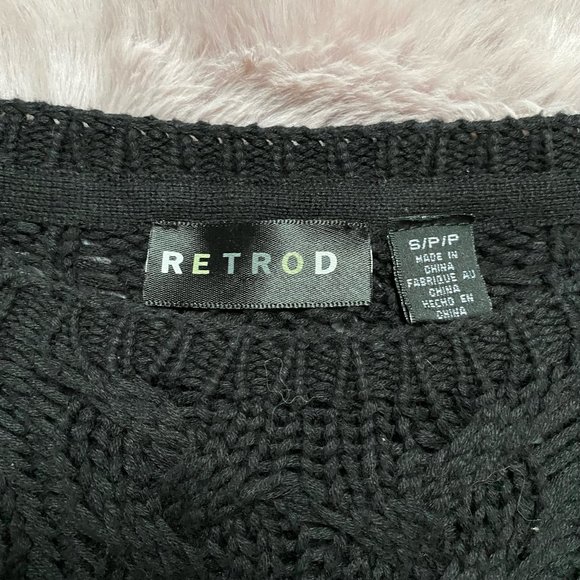 RETROD
S/P/P
MADE IN
CHINA
FABRIQUE AU
CHINA
HECHO EN
CHINA